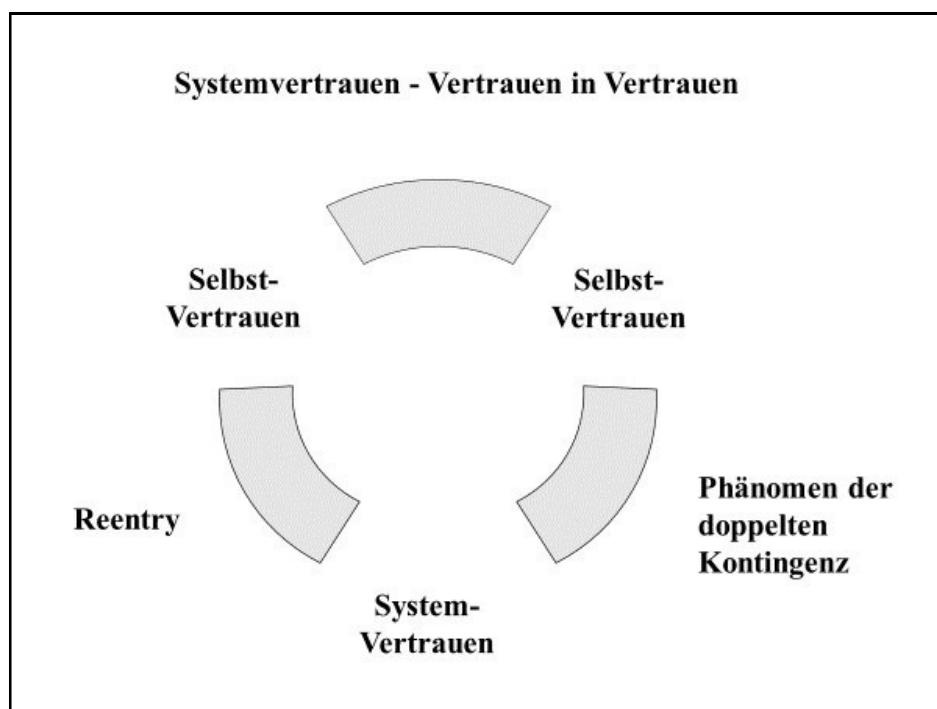 Systemvertrauen - Vertrauen in Vertrauen
Selbst-
Vertrauen
Selbst-
Vertrauen
Reentry
Phänomen der
doppelten
Kontingenz
System-
Vertrauen